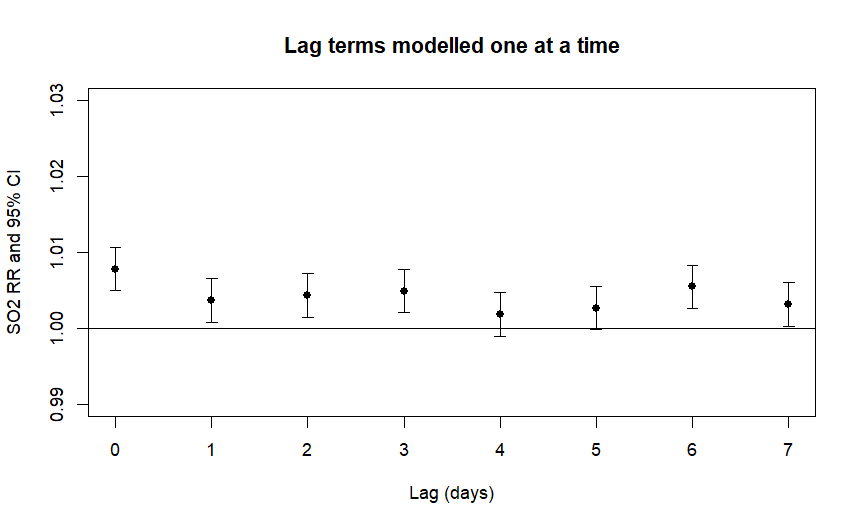 Lag terms modelled one at a time
SO2 RR and 95% CI
1.03
1.02
1.01
1.00
0.99
0 1 2 3 4 5 6 7
Lag (days)